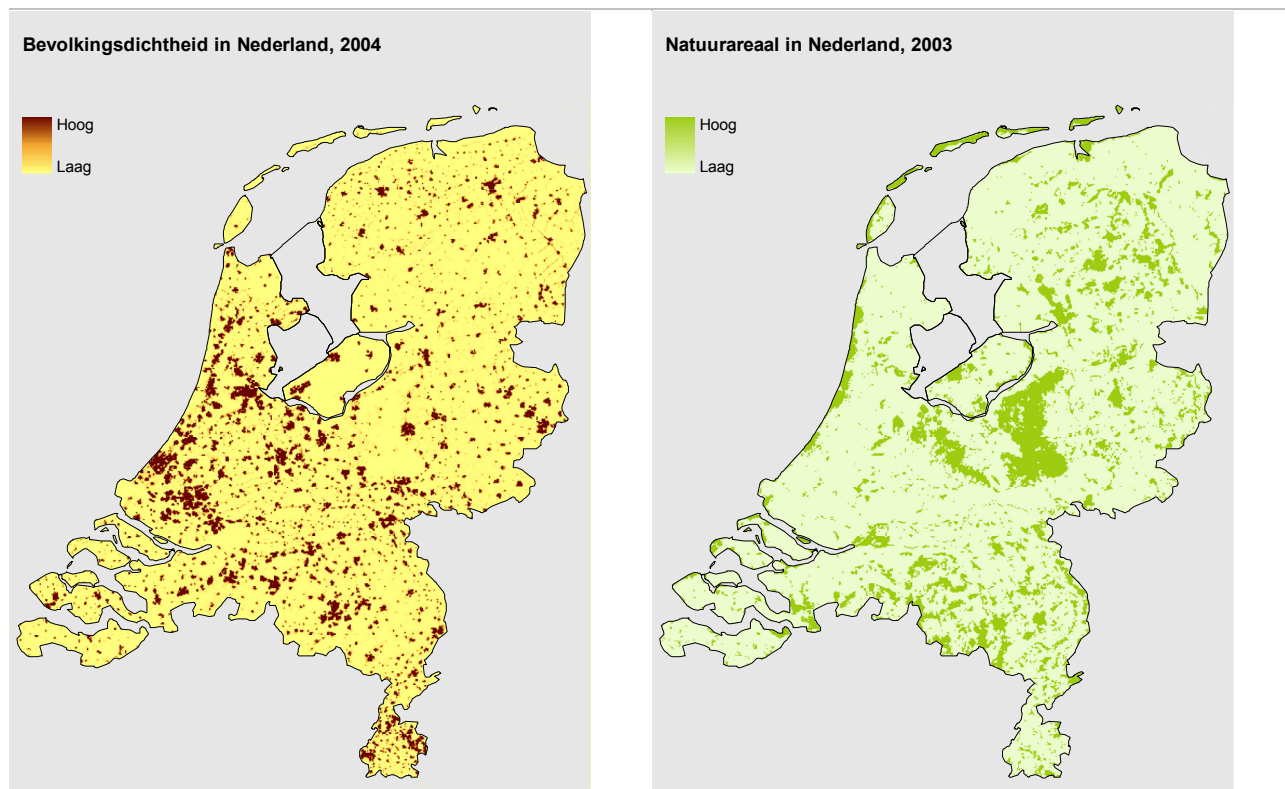 Bevolkingsdichtheid in Nederland, 2004
Hoog
Laag
Natuurareaal in Nederland, 2003
Hoog
Laag